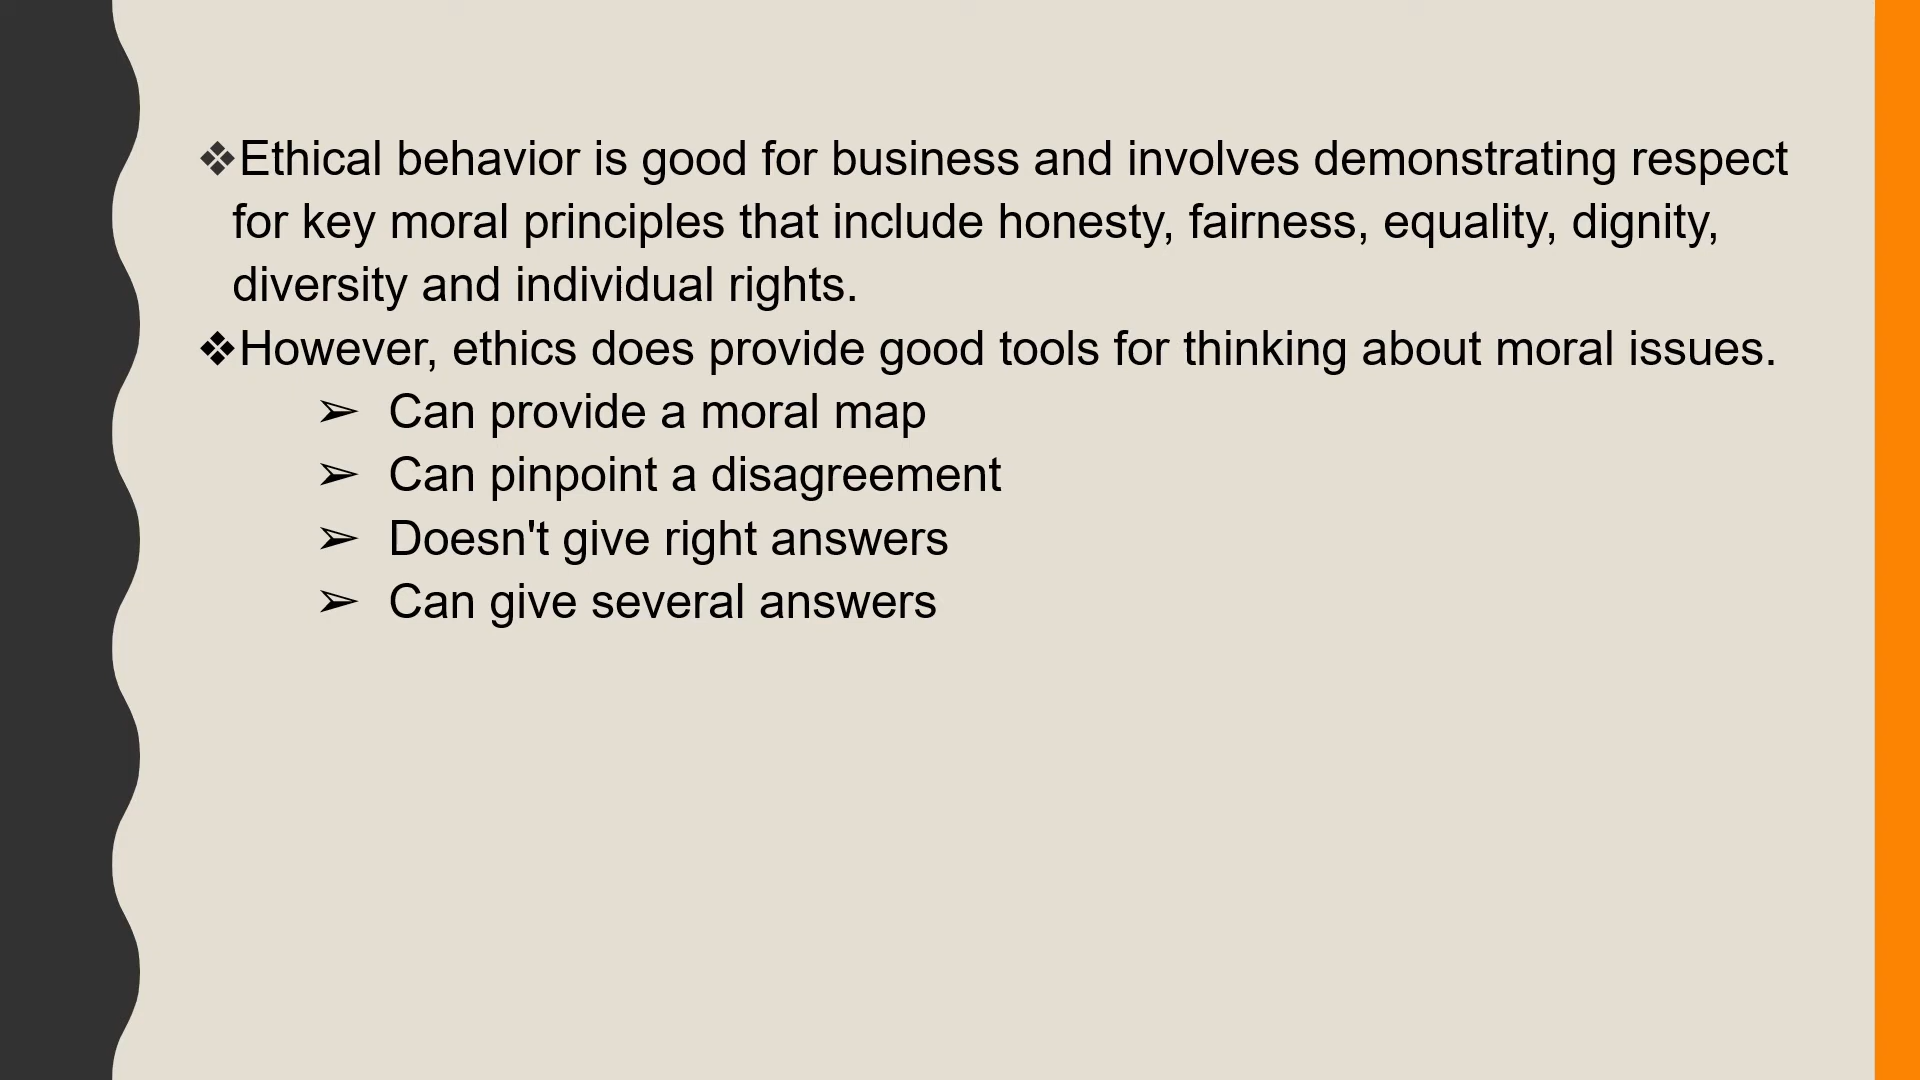 ❖Ethical behavior is good for business and involves demonstrating respect
for key moral principles that include honesty, fairness, equality, dignity,
diversity and individual rights.
❖However, ethics does provide good tools for thinking about moral issues.
➢ Can provide a moral map
➢ Can pinpoint a disagreement
➢ Doesn't give right answers
➢ Can give several answers